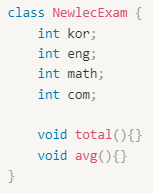 class NewlecExam {
    int kor;
    int eng;
    int math;
    int com;

    void total(){}
    void avg(){}
}